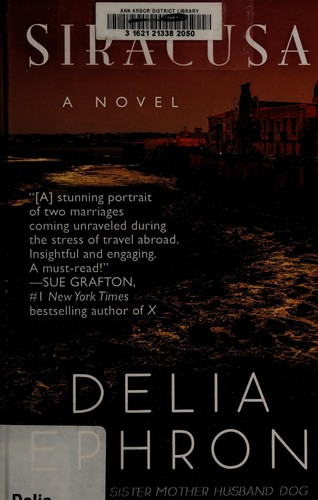 ANN ARBOR DISTRICT LIBRARY
3 1621 21338 2050
SIRACUSA
A NOVEL
“[A] stunning portrait
of two marriages
coming unraveled during
the stress of travel abroad.
Insightful and engaging.
A must-read!”
—SUE GRAFTON,
#1 New York Times
bestselling author of X
DELIA
EPHRON
SISTER MOTHER HUSBAND DOG
Delia